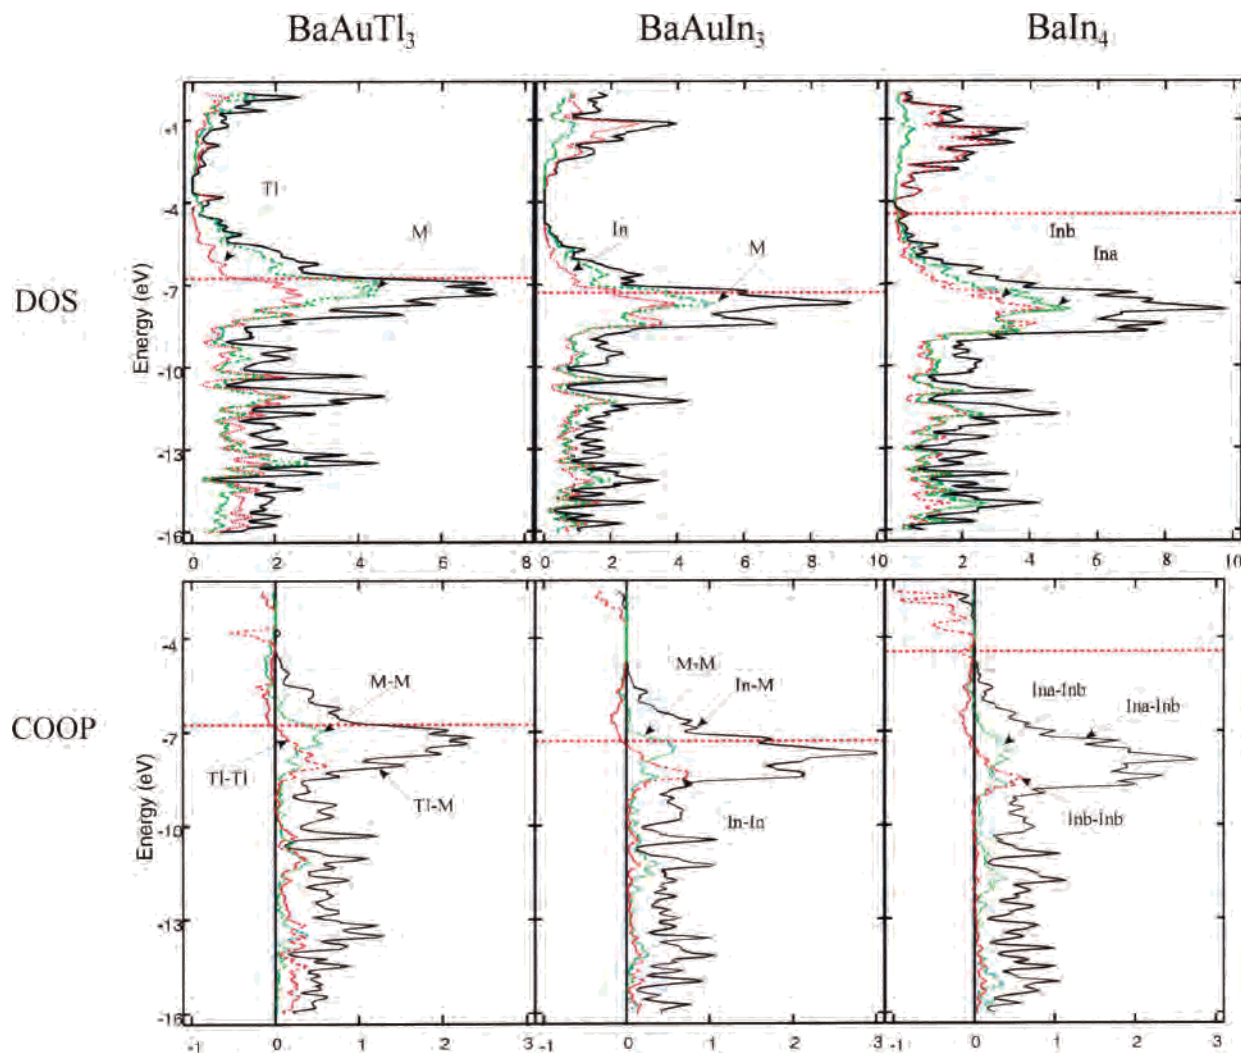 BaAuTl3 BaAuIn3 BaIn4
DOS
Energy (eV)
-4
-7
-10
-13
-16
Tl
M
In
M
Inb
Ina
0 2 4 6 8
0 2 4 6 8 10
2 4 6 8 10
COOP
Energy (eV)
-4
-7
-10
-13
-16
M-M
Tl-Tl
Tl-M
M-M
In-M
In-In
Ina-Inb
Ina-Inb
Inb-Inb
-1 0 1 2 3
0 1 2 3
-1 0 1 2 3